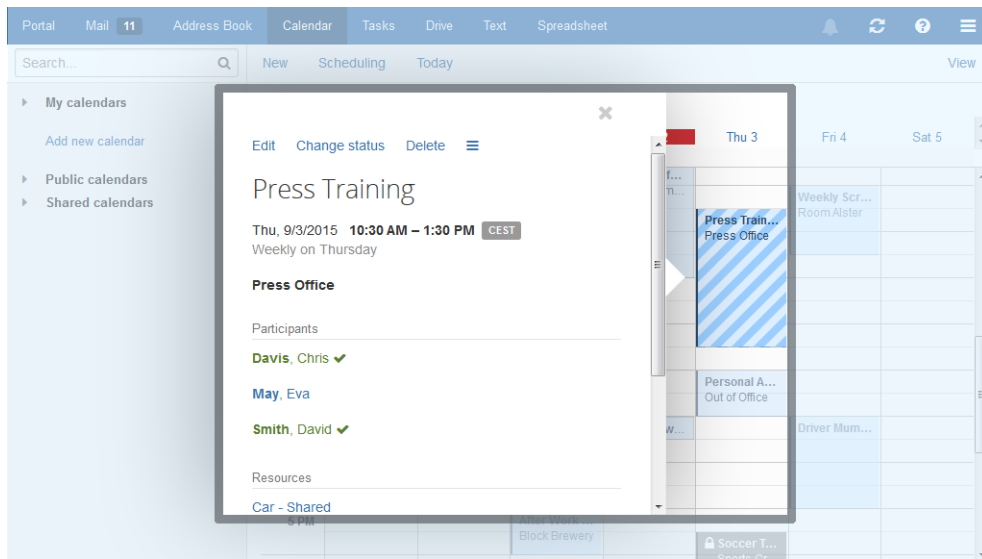 Portal Mail 11 Address Book Calendar Tasks Drive Text Spreadsheet
Search... New Scheduling Today View
My calendars
Add new calendar
Public calendars
Shared calendars
Edit Change status Delete
Press Training
Thu, 9/3/2015 10:30 AM – 1:30 PM CEST
Weekly on Thursday
Press Office
Participants
Davis, Chris
May, Eva
Smith, David
Resources
Car - Shared
5 PM
Thu 3 Fri 4 Sat 5
Press Train...
Press Office
Weekly Scr...
Room Alster
Personal A...
Out of Office
Driver Mum...
After Work ...
Block Brewery
Soccer T...